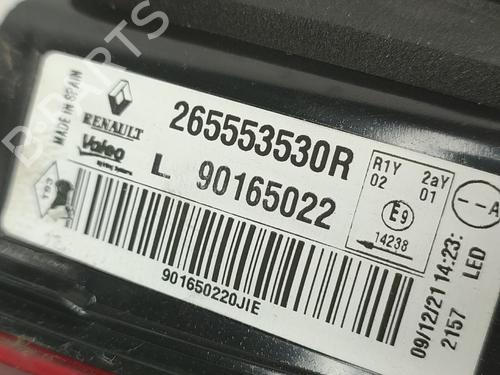 MADE IN SPAIN
RENAULT
265553530R
Valeo
L 90165022
R1Y 2aY
02 01
E9
14238
A
901650220JIE
09/12/21 14:23:
LED
2157
B-PARTS